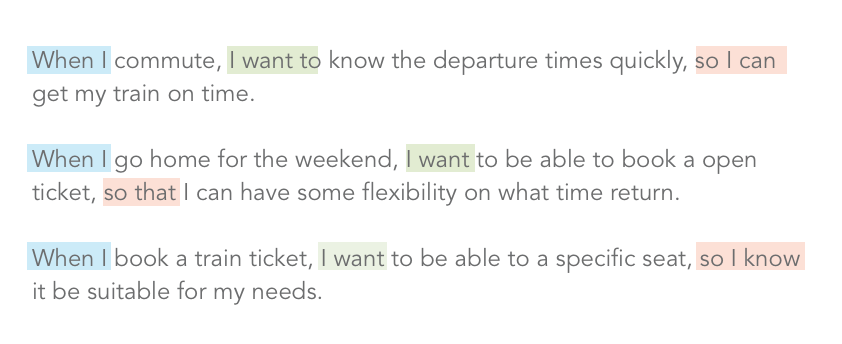 When I commute, I want to know the departure times quickly, so I can
get my train on time.
When I go home for the weekend, I want to be able to book a open
ticket, so that I can have some flexibility on what time return.
When I book a train ticket, I want to be able to a specific seat, so I know
it be suitable for my needs.